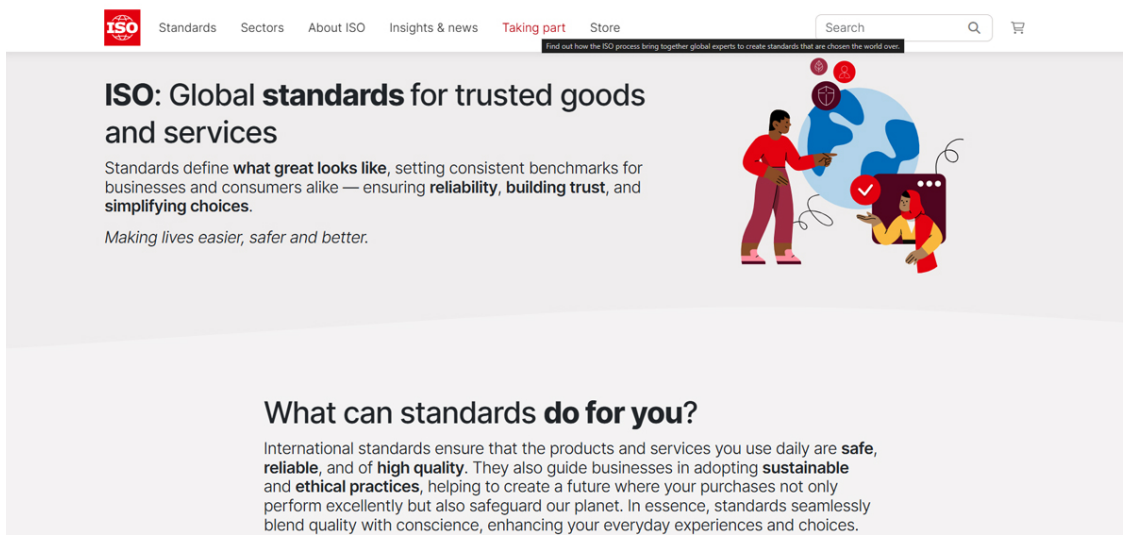 ISO
Standards
Sectors
About ISO
Insights & news
Taking part
Store
Search
Find out how the ISO process bring together global experts to create standards that are chosen the world over.
ISO: Global standards for trusted goods
and services
Standards define what great looks like, setting consistent benchmarks for
businesses and consumers alike — ensuring reliability, building trust, and
simplifying choices.
Making lives easier, safer and better.
What can standards do for you?
International standards ensure that the products and services you use daily are safe,
reliable, and of high quality. They also guide businesses in adopting sustainable
and ethical practices, helping to create a future where your purchases not only
perform excellently but also safeguard our planet. In essence, standards seamlessly
blend quality with conscience, enhancing your everyday experiences and choices.